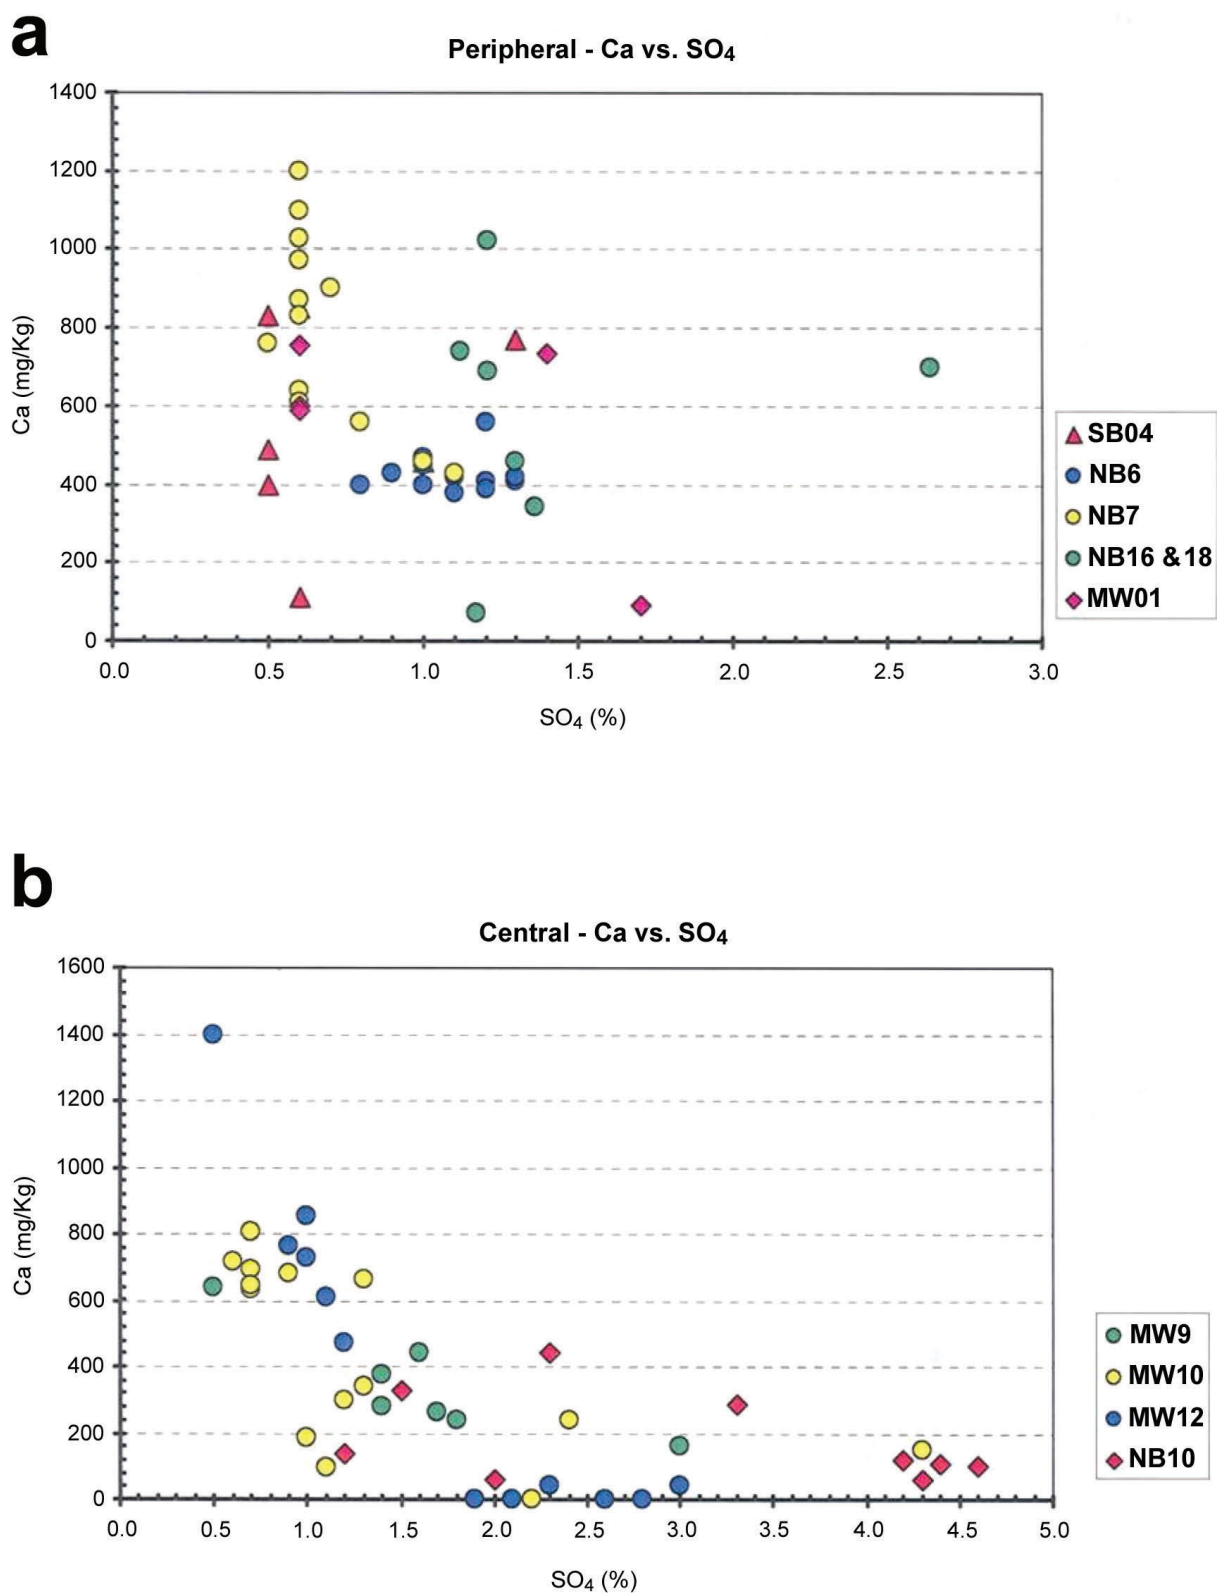 a
Peripheral - Ca vs. SO4
1400
1200
1000
800
600
400
200
0
Ca (mg/Kg)
0.0 0.5 1.0 1.5 2.0 2.5 3.0
SO4 (%)
SB04
NB6
NB7
NB16 &18
MW01
b
Central - Ca vs. SO4
1600
1400
1200
1000
800
600
400
200
0
Ca (mg/Kg)
0.0 0.5 1.0 1.5 2.0 2.5 3.0 3.5 4.0 4.5 5.0
SO4 (%)
MW9
MW10
MW12
NB10